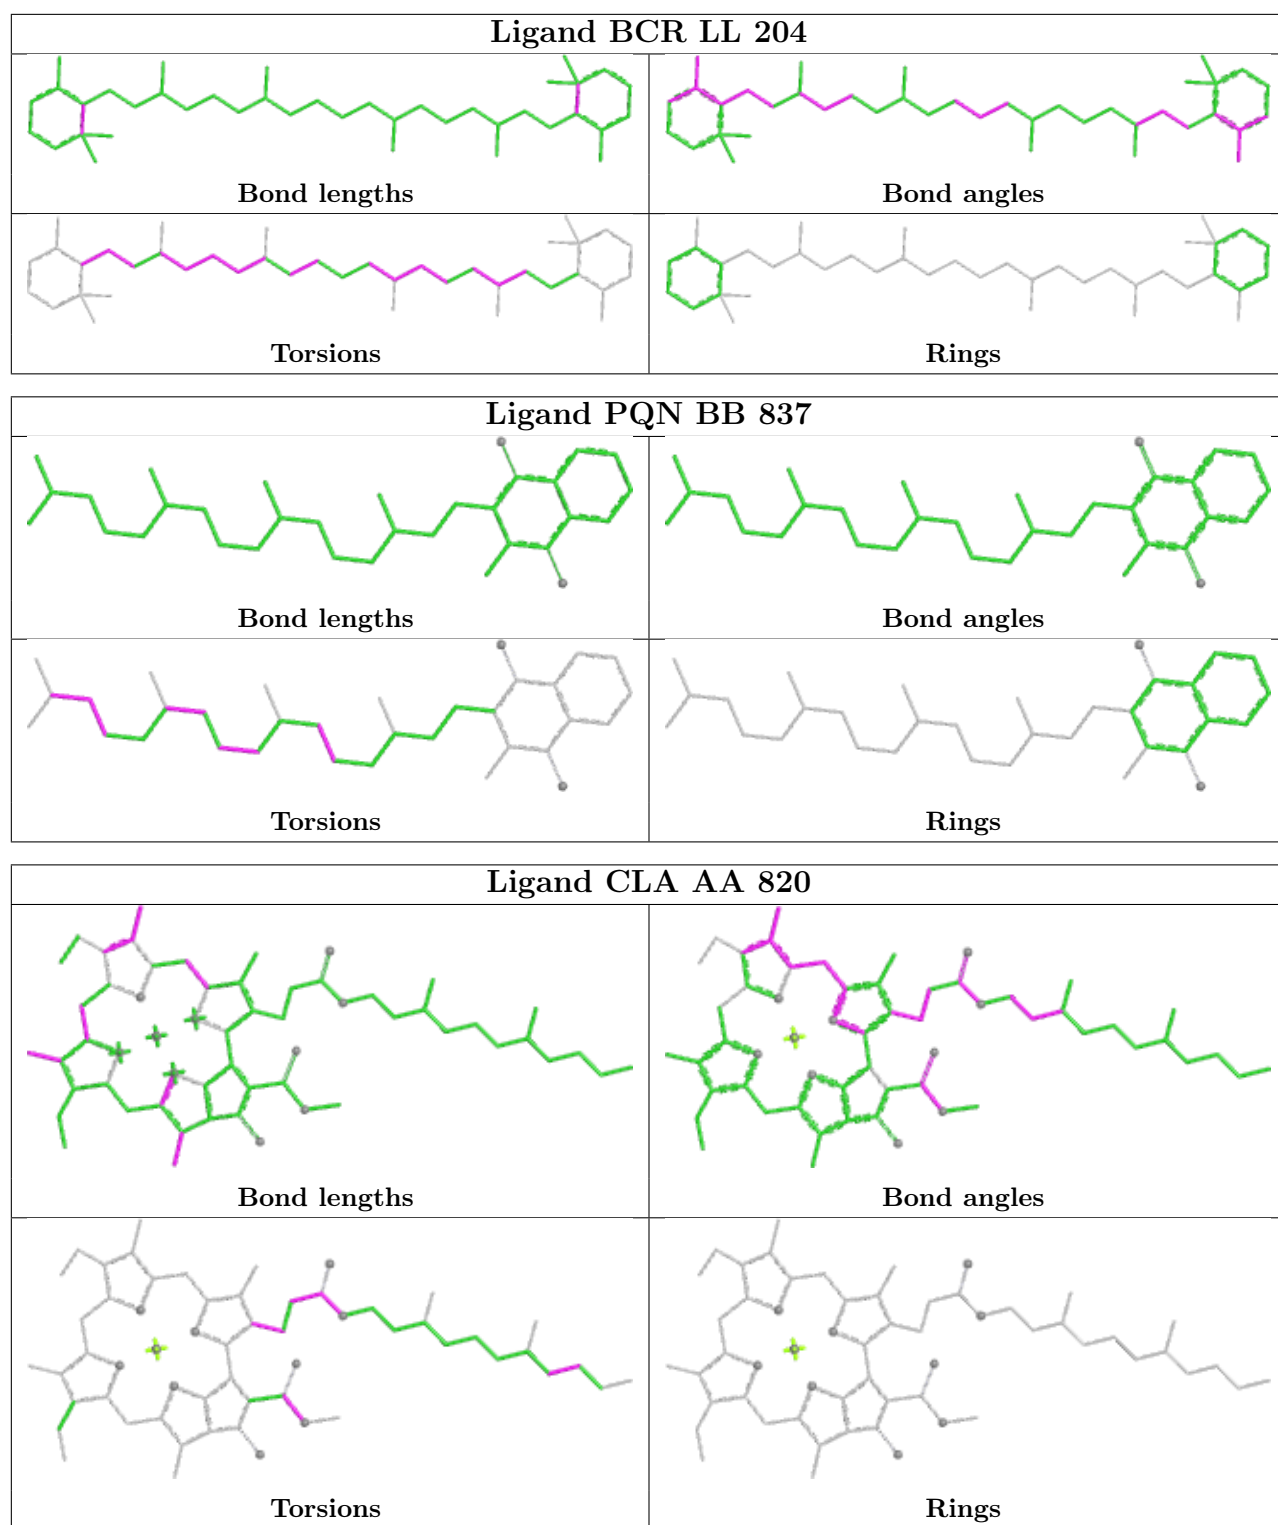 Ligand BCR LL 204
Bond lengths
Bond angles
Torsions
Rings
Ligand PQN BB 837
Bond lengths
Bond angles
Torsions
Rings
Ligand CLA AA 820
Bond lengths
Bond angles
Torsions
Rings